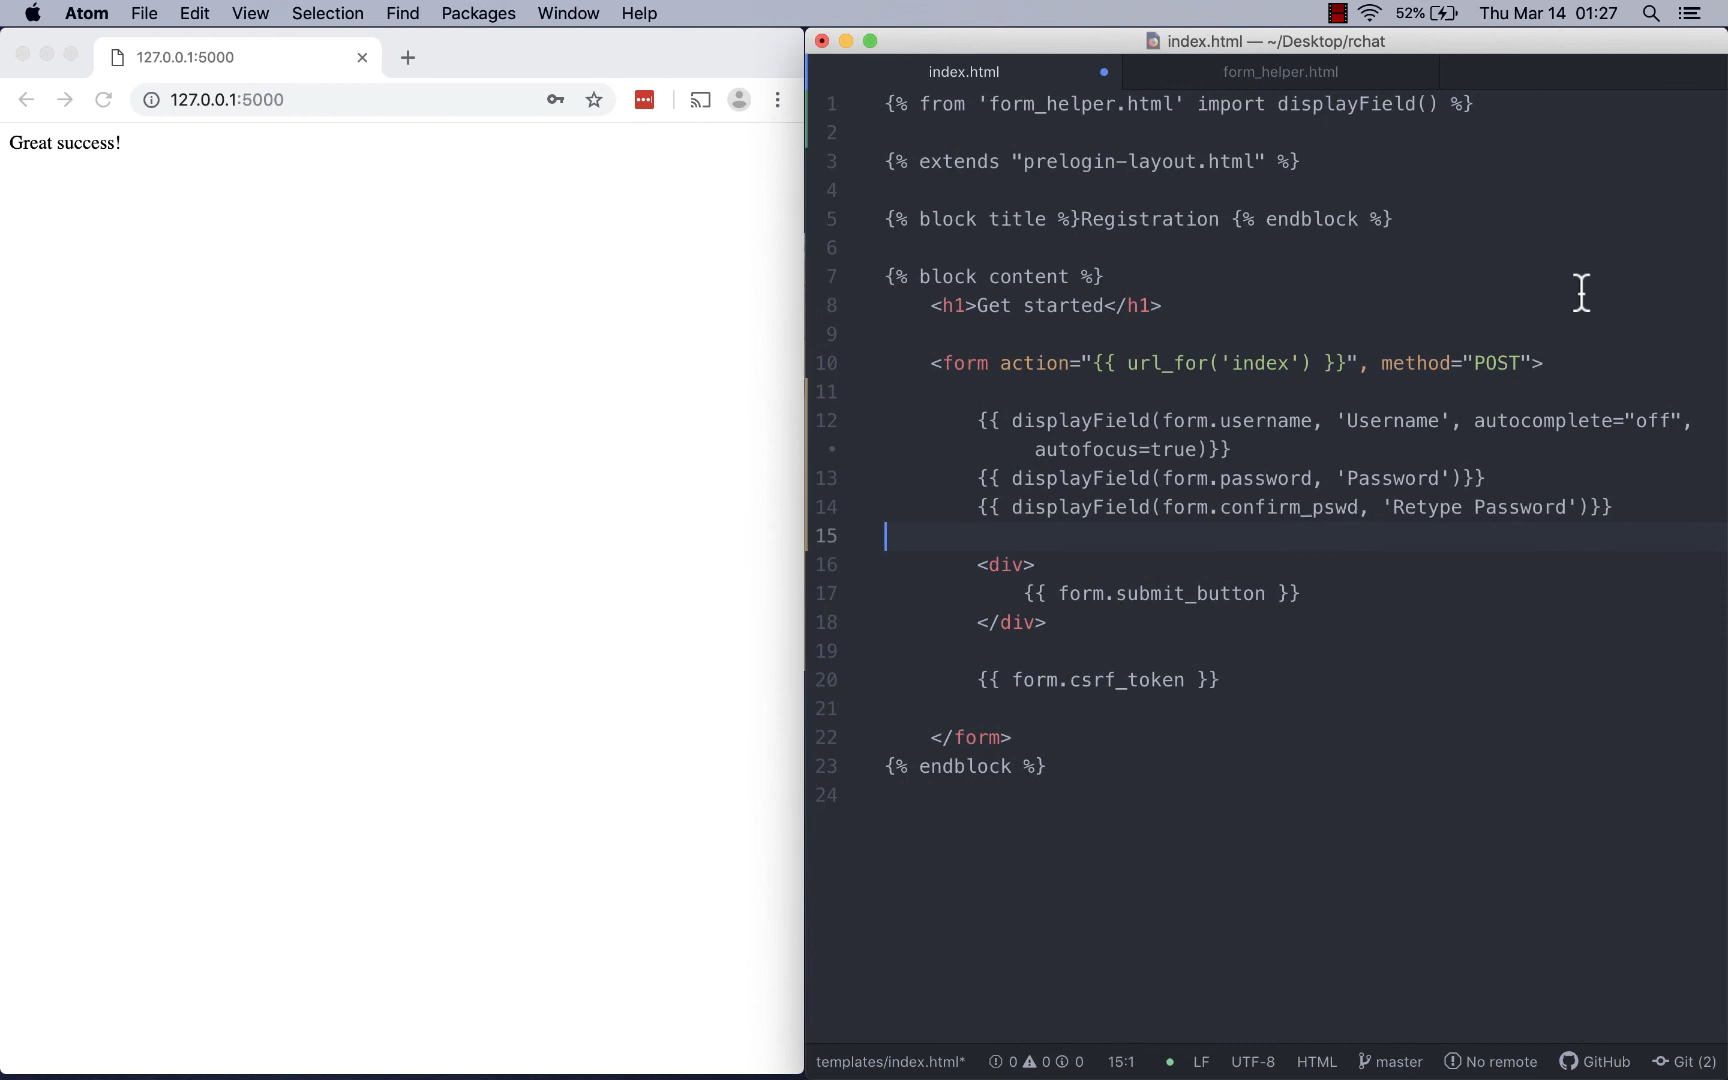 Atom File Edit View Selection Find Packages Window Help 52% Thu Mar 14 01:27
127.0.0.1:5000
127.0.0.1:5000
Great success!
index.html — ~/Desktop/rchat
index.html form_helper.html
1 {% from 'form_helper.html' import displayField() %}
2
3 {% extends "prelogin-layout.html" %}
4
5 {% block title %}Registration {% endblock %}
6
7 {% block content %}
8 <h1>Get started</h1>
9
10 <form action="{{ url_for('index') }}", method="POST">
11
12 {{ displayField(form.username, 'Username', autocomplete="off",
• autofocus=true)}}
13 {{ displayField(form.password, 'Password')}}
14 {{ displayField(form.confirm_pswd, 'Retype Password')}}
15
16 <div>
17 {{ form.submit_button }}
18 </div>
19
20 {{ form.csrf_token }}
21
22 </form>
23 {% endblock %}
24
templates/index.html* 0 0 0 15:1 LF UTF-8 HTML master No remote GitHub Git (2)